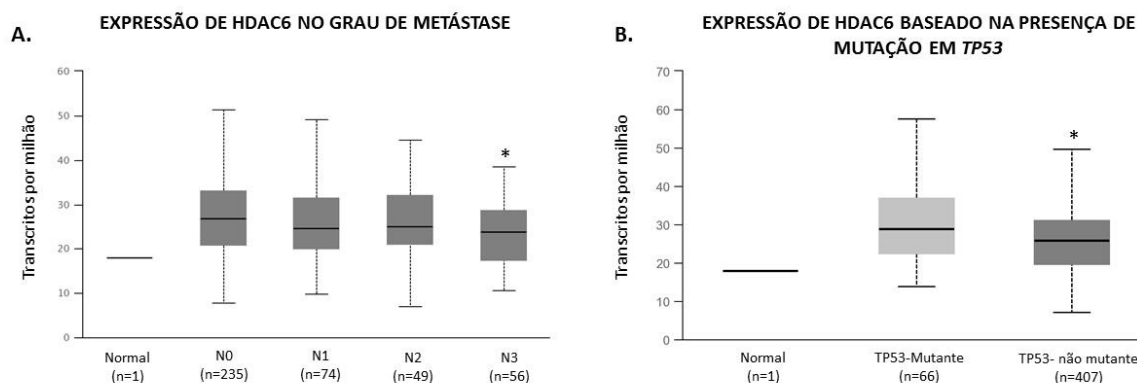 A.
EXPRESSÃO DE HDAC6 NO GRAU DE METÁSTASE
Transcritos por milhão
60
50
40
30
20
10
0
*
Normal
(n=1)
N0
(n=235)
N1
(n=74)
N2
(n=49)
N3
(n=56)
B.
EXPRESSÃO DE HDAC6 BASEADO NA PRESENÇA DE
MUTAÇÃO EM TP53
Transcritos por milhão
70
60
50
40
30
20
10
0
*
Normal
(n=1)
TP53-Mutante
(n=66)
TP53- não mutante
(n=407)